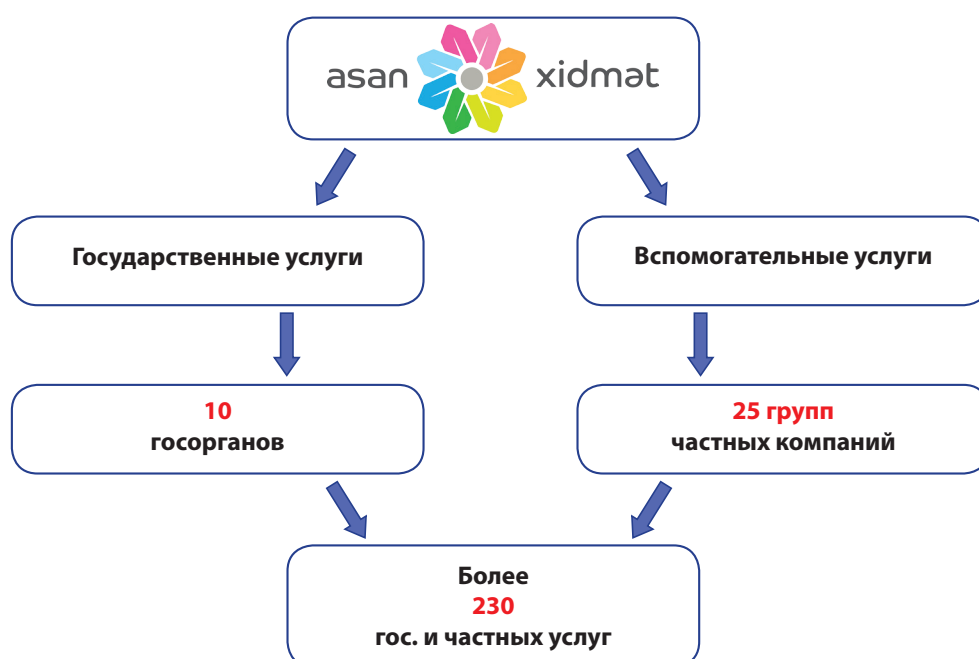 asan xidmət
Государственные услуги
Вспомогательные услуги
10
госорганов
25 групп
частных компаний
Более
230
гос. и частных услуг